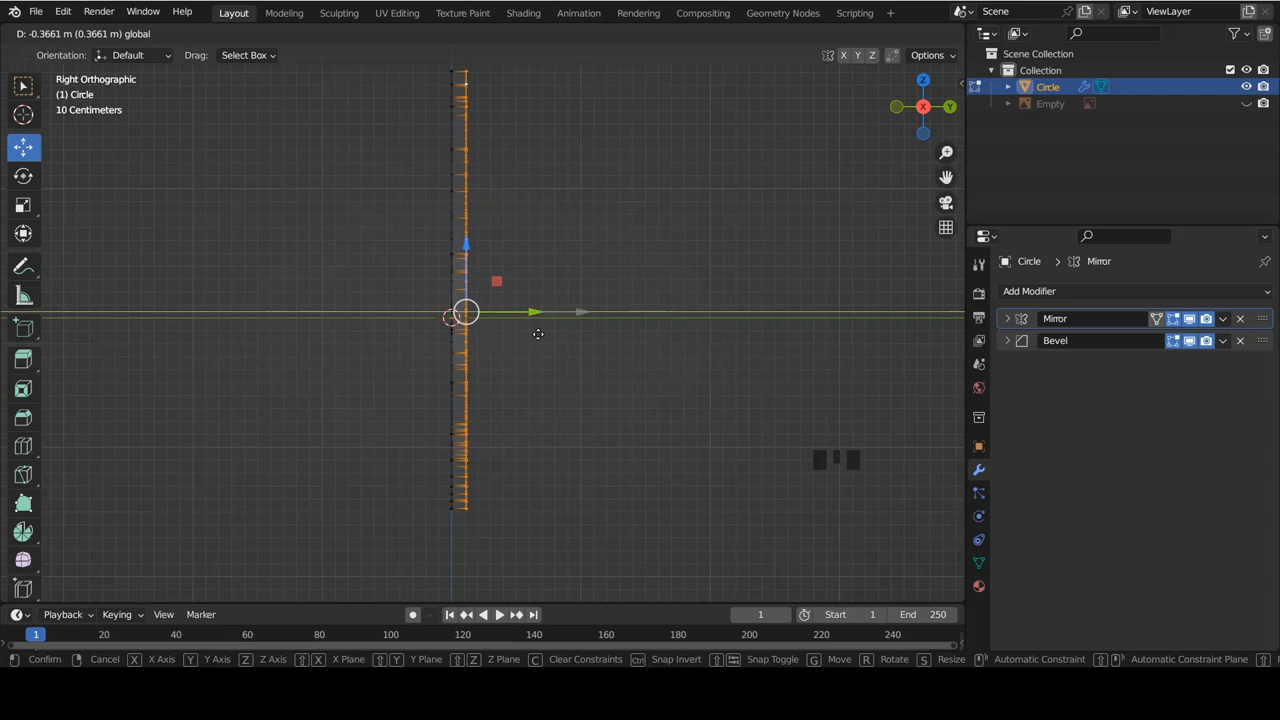 File Edit Render Window Help Layout Modeling Sculpting UV Editing Texture Paint Shading Animation Rendering Compositing Geometry Nodes Scripting + Scene ViewLayer
D: -0.3661 m (0.3661 m) global
Orientation: Default Drag: Select Box X Y Z Options
Right Orthographic
(1) Circle
10 Centimeters
Z
X
Y
Scene Collection
Collection
Circle
Empty
Circle > Mirror
Add Modifier
Mirror
Bevel
Playback Keying View Marker 1 Start 1 End 250
1 20 40 60 80 100 120 140 160 180 200 220 240
Confirm Cancel X X Axis Y Y Axis Z Z Axis X X Plane Y Y Plane Z Z Plane C Clear Constraints Ctrl Snap Invert Snap Toggle G Move R Rotate S Resize Automatic Constraint Automatic Constraint Plane